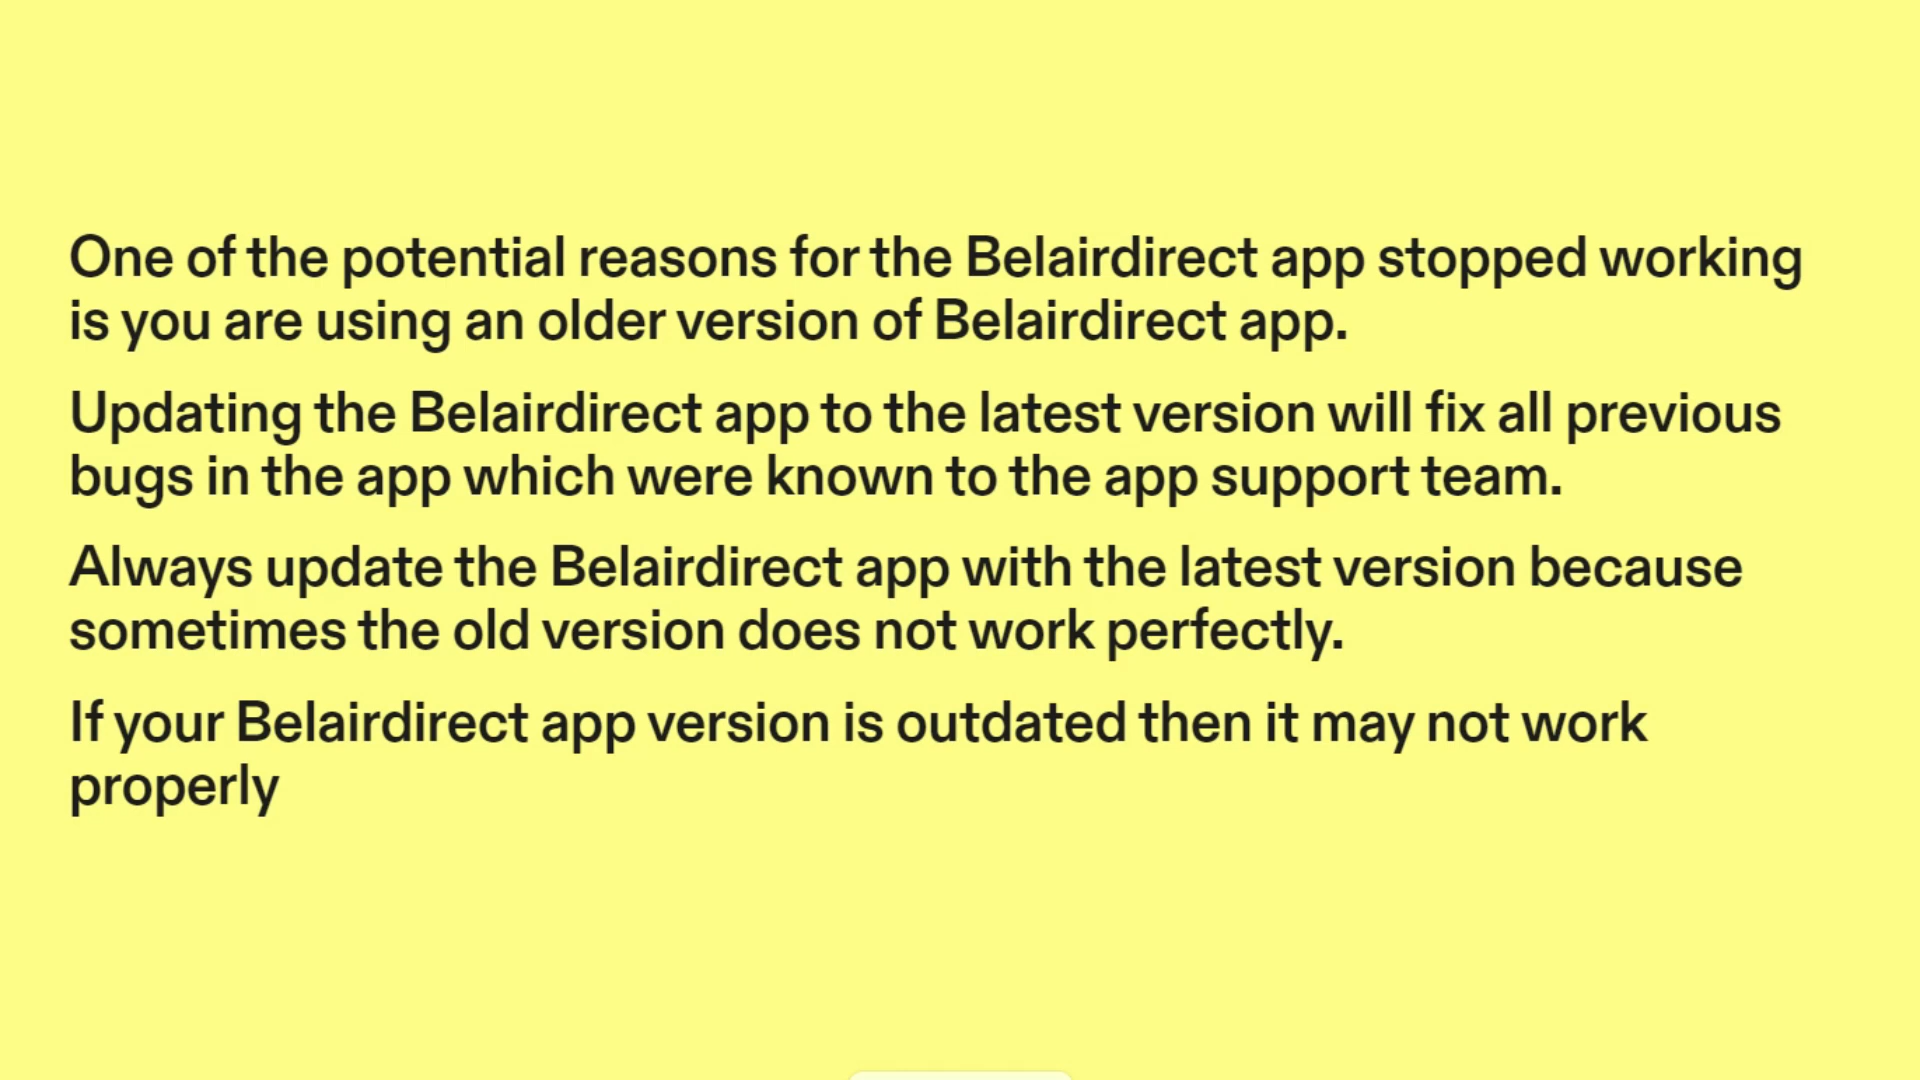 One of the potential reasons for the Belairdirect app stopped working
is you are using an older version of Belairdirect app.
Updating the Belairdirect app to the latest version will fix all previous
bugs in the app which were known to the app support team.
Always update the Belairdirect app with the latest version because
sometimes the old version does not work perfectly.
If your Belairdirect app version is outdated then it may not work
properly